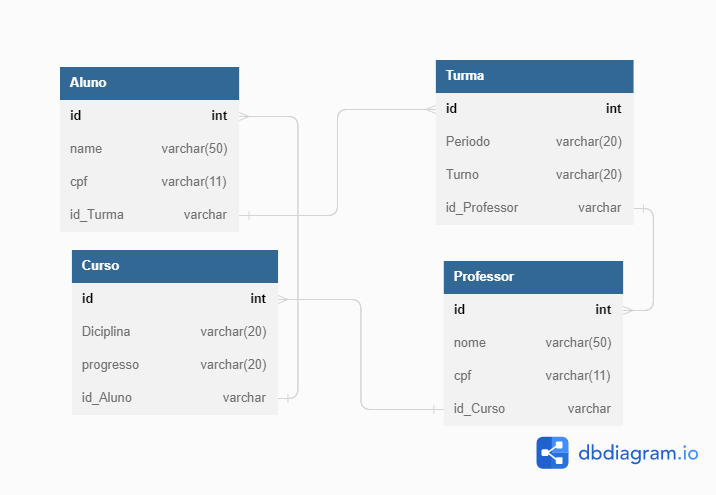 Aluno
id int
name varchar(50)
cpf varchar(11)
id_Turma varchar
Turma
id int
Periodo varchar(20)
Turno varchar(20)
id_Professor varchar
Curso
id int
Diciplina varchar(20)
progresso varchar(20)
id_Aluno varchar
Professor
id int
nome varchar(50)
cpf varchar(11)
id_Curso varchar
dbdiagram.io